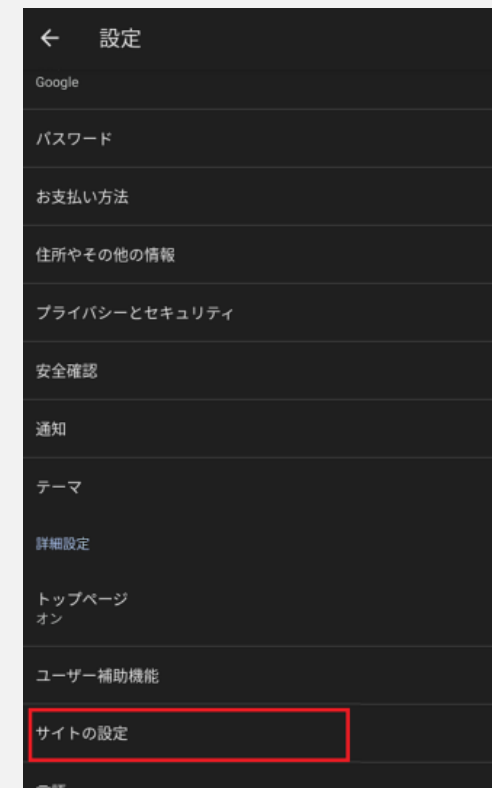 設定
Google
パスワード
お支払い方法
住所やその他の情報
プライバシーとセキュリティ
安全確認
通知
テーマ
詳細設定
トップページ
オン
ユーザー補助機能
サイトの設定